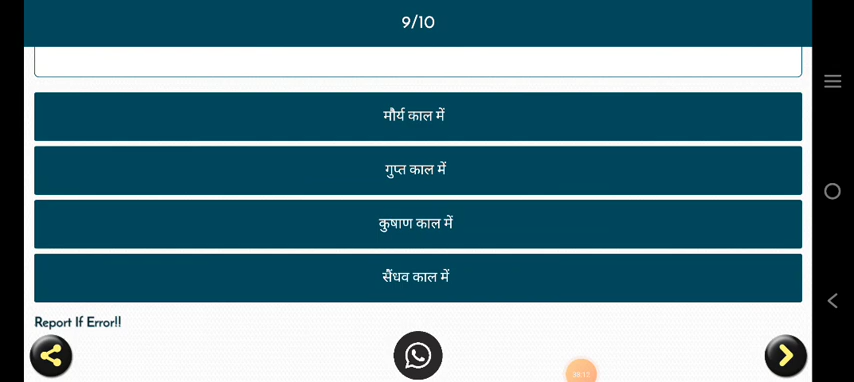 9/10
मौर्य काल में
गुप्त काल में
कुषाण काल में
सैंधव काल में
Report If Error!!